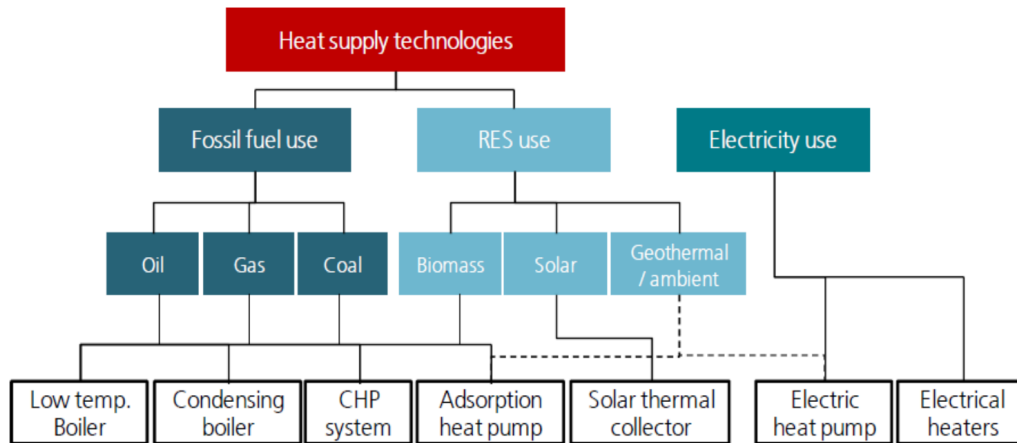 Heat supply technologies
Fossil fuel use
RES use
Electricity use
Oil
Gas
Coal
Biomass
Solar
Geothermal
/ ambient
Low temp.
Boiler
Condensing
boiler
CHP
system
Adsorption
heat pump
Solar thermal
collector
Electric
heat pump
Electrical
heaters